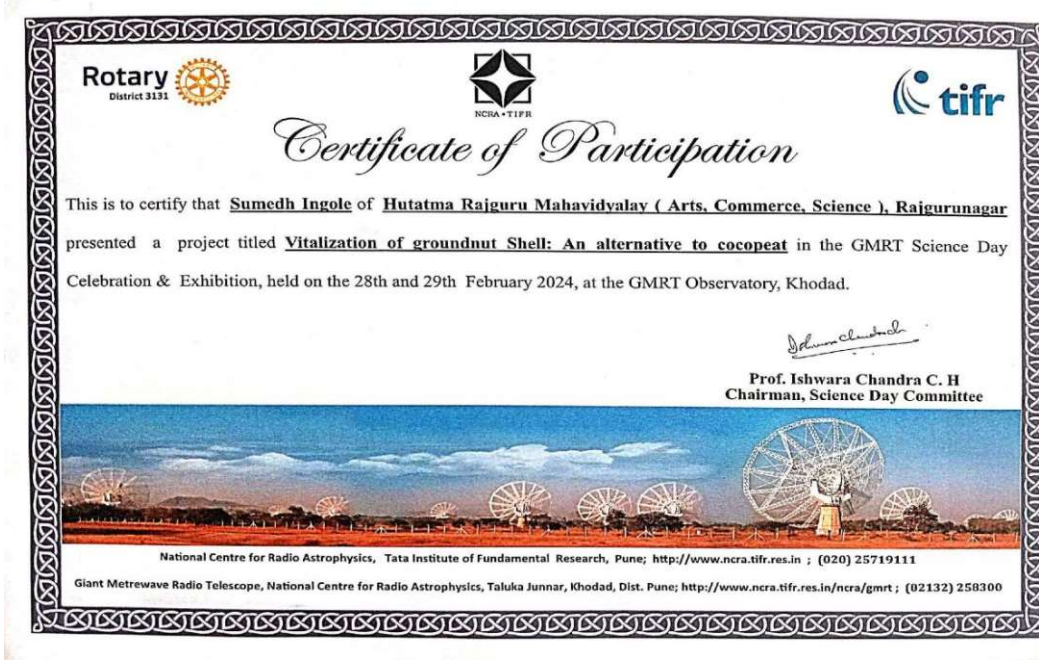 Rotary
District 3131
NCRA • TIFR
tifr
Certificate of Participation
This is to certify that Sumedh Ingole of Hutatma Rajguru Mahavidyalay ( Arts, Commerce, Science ), Rajgurunagar
presented a project titled Vitalization of groundnut Shell: An alternative to cocopeat in the GMRT Science Day
Celebration & Exhibition, held on the 28th and 29th February 2024, at the GMRT Observatory, Khodad.
Prof. Ishwara Chandra C. H
Chairman, Science Day Committee
National Centre for Radio Astrophysics, Tata Institute of Fundamental Research, Pune; http://www.ncra.tifr.res.in ; (020) 25719111
Giant Metrewave Radio Telescope, National Centre for Radio Astrophysics, Taluka Junnar, Khodad, Dist. Pune; http://www.ncra.tifr.res.in/ncra/gmrt ; (02132) 258300